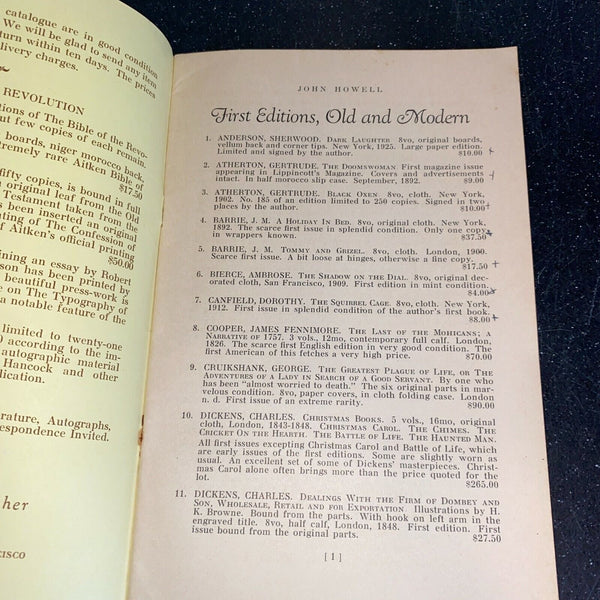 catalogue are in good condition
We will be glad to send any item
turn within ten days. The prices
livery charges.
REVOLUTION
tions of The Bible of the Revo-
out few copies of each remain.
boards, niger morocco back,
tremely rare Aitken Bible of
$17.50
fifty copies, is bound in full
original leaf from the Old
Testament taken from the
been inserted an original
ting of The Confession of
Aitken's official printing
$50.00
ining an essay by Robert
son has been printed by
beautiful press-work is
e on The Typography of
a notable feature of the
limited to twenty-one
0 according to the im-
autographic material
Hancock and other
lication.
rature, Autographs,
espondence Invited.
her
CISCO
JOHN HOWELL
First Editions, Old and Modern
1. ANDERSON, SHERWOOD. DARK LAUGHTER 8vo, original boards,
vellum back and corner tips. New York, 1925. Large paper edition.
Limited and signed by the author. $10.00
2. ATHERTON, GERTRUDE. THE DOOMSWOMAN First magazine issue
appearing in Lippincott's Magazine. Covers and advertisements
intact. In half morocco slip case. September, 1892. $9.00
3. ATHERTON, GERTRUDE. BLACK OXEN 8vo, cloth. New York,
1902. No. 185 of an edition limited to 250 copies. Signed in two
places by the author. $10.00
4. BARRIE, J. M. A HOLIDAY IN BED. 8vo, original cloth. New York,
1892. The scarce first issue in splendid condition. Only one copy
in wrappers known. $37.50
5. BARRIE, J. M. TOMMY AND GRIZEL. 8vo, cloth. London, 1900.
Scarce first issue. A bit loose at hinges, otherwise a fine copy.
$17.50
6. BIERCE, AMBROSE. THE SHADOW ON THE DIAL. 8vo, original dec-
orated cloth, San Francisco, 1909. First edition in mint condition.
$4.00
7. CANFIELD, DOROTHY. THE SQUIRREL CAGE. 8vo, cloth. New York,
1912. First issue in splendid condition of the author's first book.
$8.00
8. COOPER, JAMES FENNIMORE. THE LAST OF THE MOHICANS; A
NARRATIVE OF 1757. 3 vols., 12mo, contemporary full calf. London,
1826. The scarce first English edition in very good condition. The
first American of this fetches a very high price. $70.00
9. CRUIKSHANK, GEORGE. THE GREATEST PLAGUE OF LIFE, OR THE
ADVENTURES OF A LADY IN SEARCH OF A GOOD SERVANT. By one who
has been "almost worried to death." The six original parts in mar-
velous condition. 8vo, paper covers, in cloth folding case. London
n. d. First issue of an extreme rarity. $90.00
10. DICKENS, CHARLES. CHRISTMAS BOOKS. 5 vols., 16mo, original
cloth, London, 1843-1848. CHRISTMAS CAROL. THE CHIMES. THE
CRICKET ON THE HEARTH. THE BATTLE OF LIFE. THE HAUNTED MAN.
All first issues excepting Christmas Carol and Battle of Life, which
are early issues of the first editions. Some are slightly worn as
usual. An excellent set of some of Dickens' masterpieces. Christ-
mas Carol alone often brings more than the price quoted for the
lot. $265.00
11. DICKENS, CHARLES. DEALINGS WITH THE FIRM OF DOMBEY AND
SON, WHOLESALE, RETAIL AND FOR EXPORTATION Illustrations by H.
K. Browne. Bound from the parts. With hook on left arm in the
engraved title. 8vo, half calf, London, 1848. First edition. First
issue bound from the original parts. $27.50
[ 1 ]